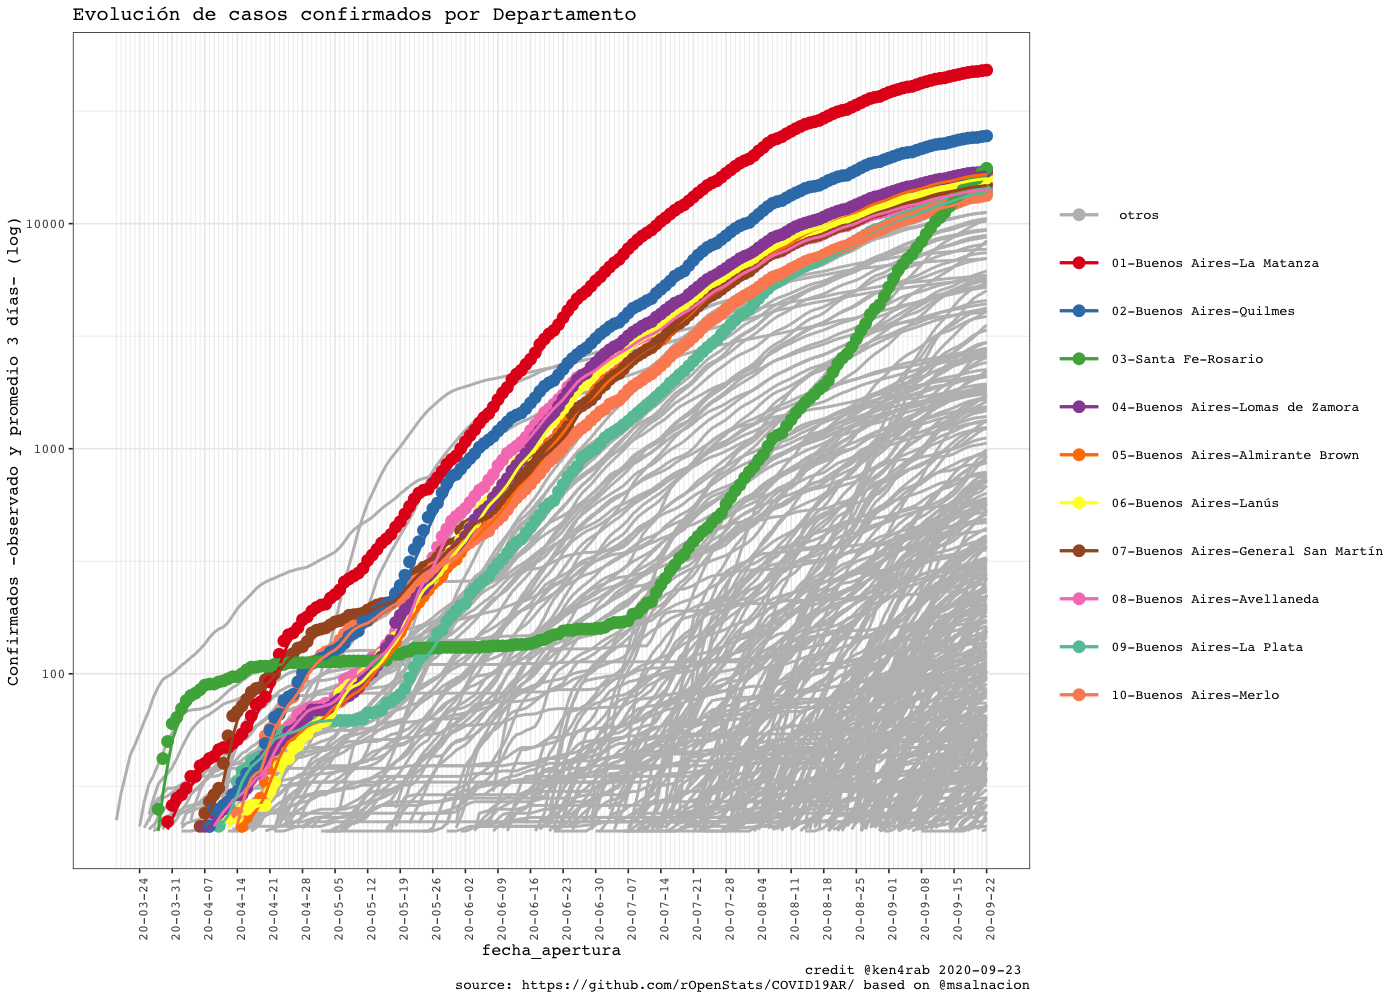 Evolución de casos confirmados por Departamento
Confirmados -observado y promedio 3 días- (log)
10000
1000
100
20-03-24
20-03-31
20-04-07
20-04-14
20-04-21
20-04-28
20-05-05
20-05-12
20-05-19
20-05-26
20-06-02
20-06-09
20-06-16
20-06-23
20-06-30
20-07-07
20-07-14
20-07-21
20-07-28
20-08-04
20-08-11
20-08-18
20-08-25
20-09-01
20-09-08
20-09-15
20-09-22
fecha_apertura
otros
01-Buenos Aires-La Matanza
02-Buenos Aires-Quilmes
03-Santa Fe-Rosario
04-Buenos Aires-Lomas de Zamora
05-Buenos Aires-Almirante Brown
06-Buenos Aires-Lanús
07-Buenos Aires-General San Martín
08-Buenos Aires-Avellaneda
09-Buenos Aires-La Plata
10-Buenos Aires-Merlo
credit @ken4rab 2020-09-23
source: https://github.com/rOpenStats/COVID19AR/ based on @msalnacion